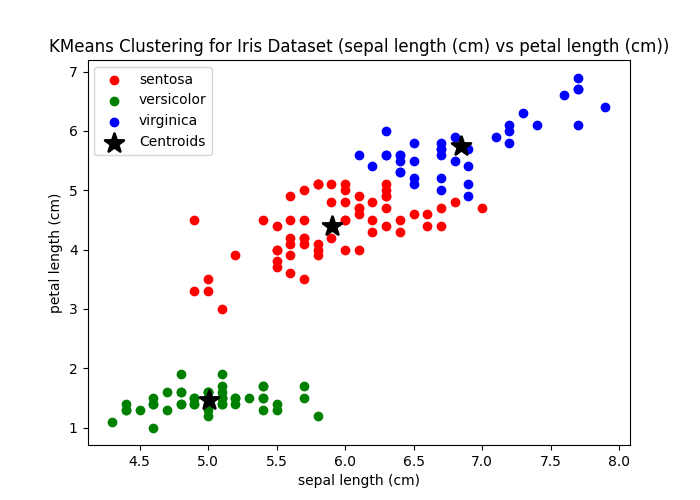 KMeans Clustering for Iris Dataset (sepal length (cm) vs petal length (cm))
sentosa
versicolor
virginica
Centroids
petal length (cm)
7
6
5
4
3
2
1
4.5 5.0 5.5 6.0 6.5 7.0 7.5 8.0
sepal length (cm)